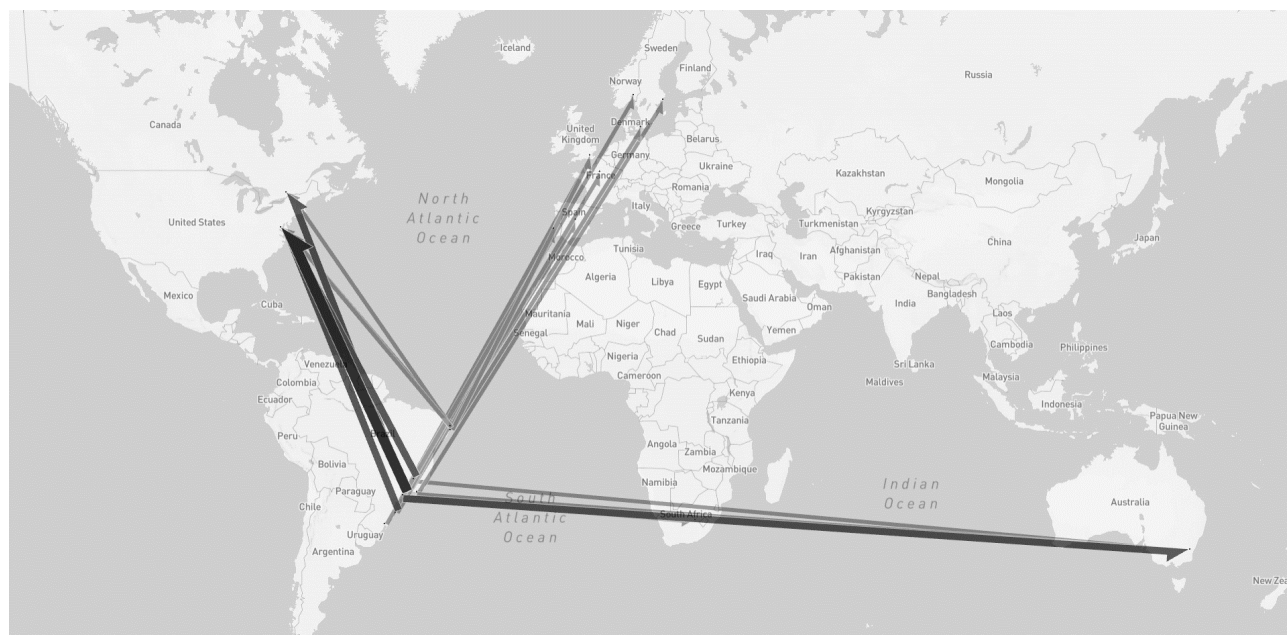 Iceland
Sweden
Norway
Finland
Russia
Canada
United
Kingdom
Denmark
Belarus
Germany
Ukraine
France
Kazakhstan
Mongolia
Romania
North
Atlantic
Ocean
United States
Spain
Italy
Greece
Turkey
Turkmenistan
Kyrgyzstan
China
Japan
Tunisia
Morocco
Iraq
Iran
Afghanistan
Pakistan
Nepal
Algeria
Libya
Egypt
Saudi Arabia
Oman
India
Bangladesh
Mexico
Cuba
Mauritania
Senegal
Mali
Niger
Chad
Sudan
Yemen
Laos
Cambodia
Philippines
Venezuela
Colombia
Ecuador
Nigeria
Cameroon
Ethiopia
Sri Lanka
Maldives
Malaysia
Kenya
Indonesia
Papua New
Guinea
Peru
Brazil
Tanzania
Angola
Zambia
Bolivia
Mozambique
Namibia
Indian
Ocean
Paraguay
Chile
South
Atlantic
Ocean
South Africa
Australia
Uruguay
Argentina
New Zea